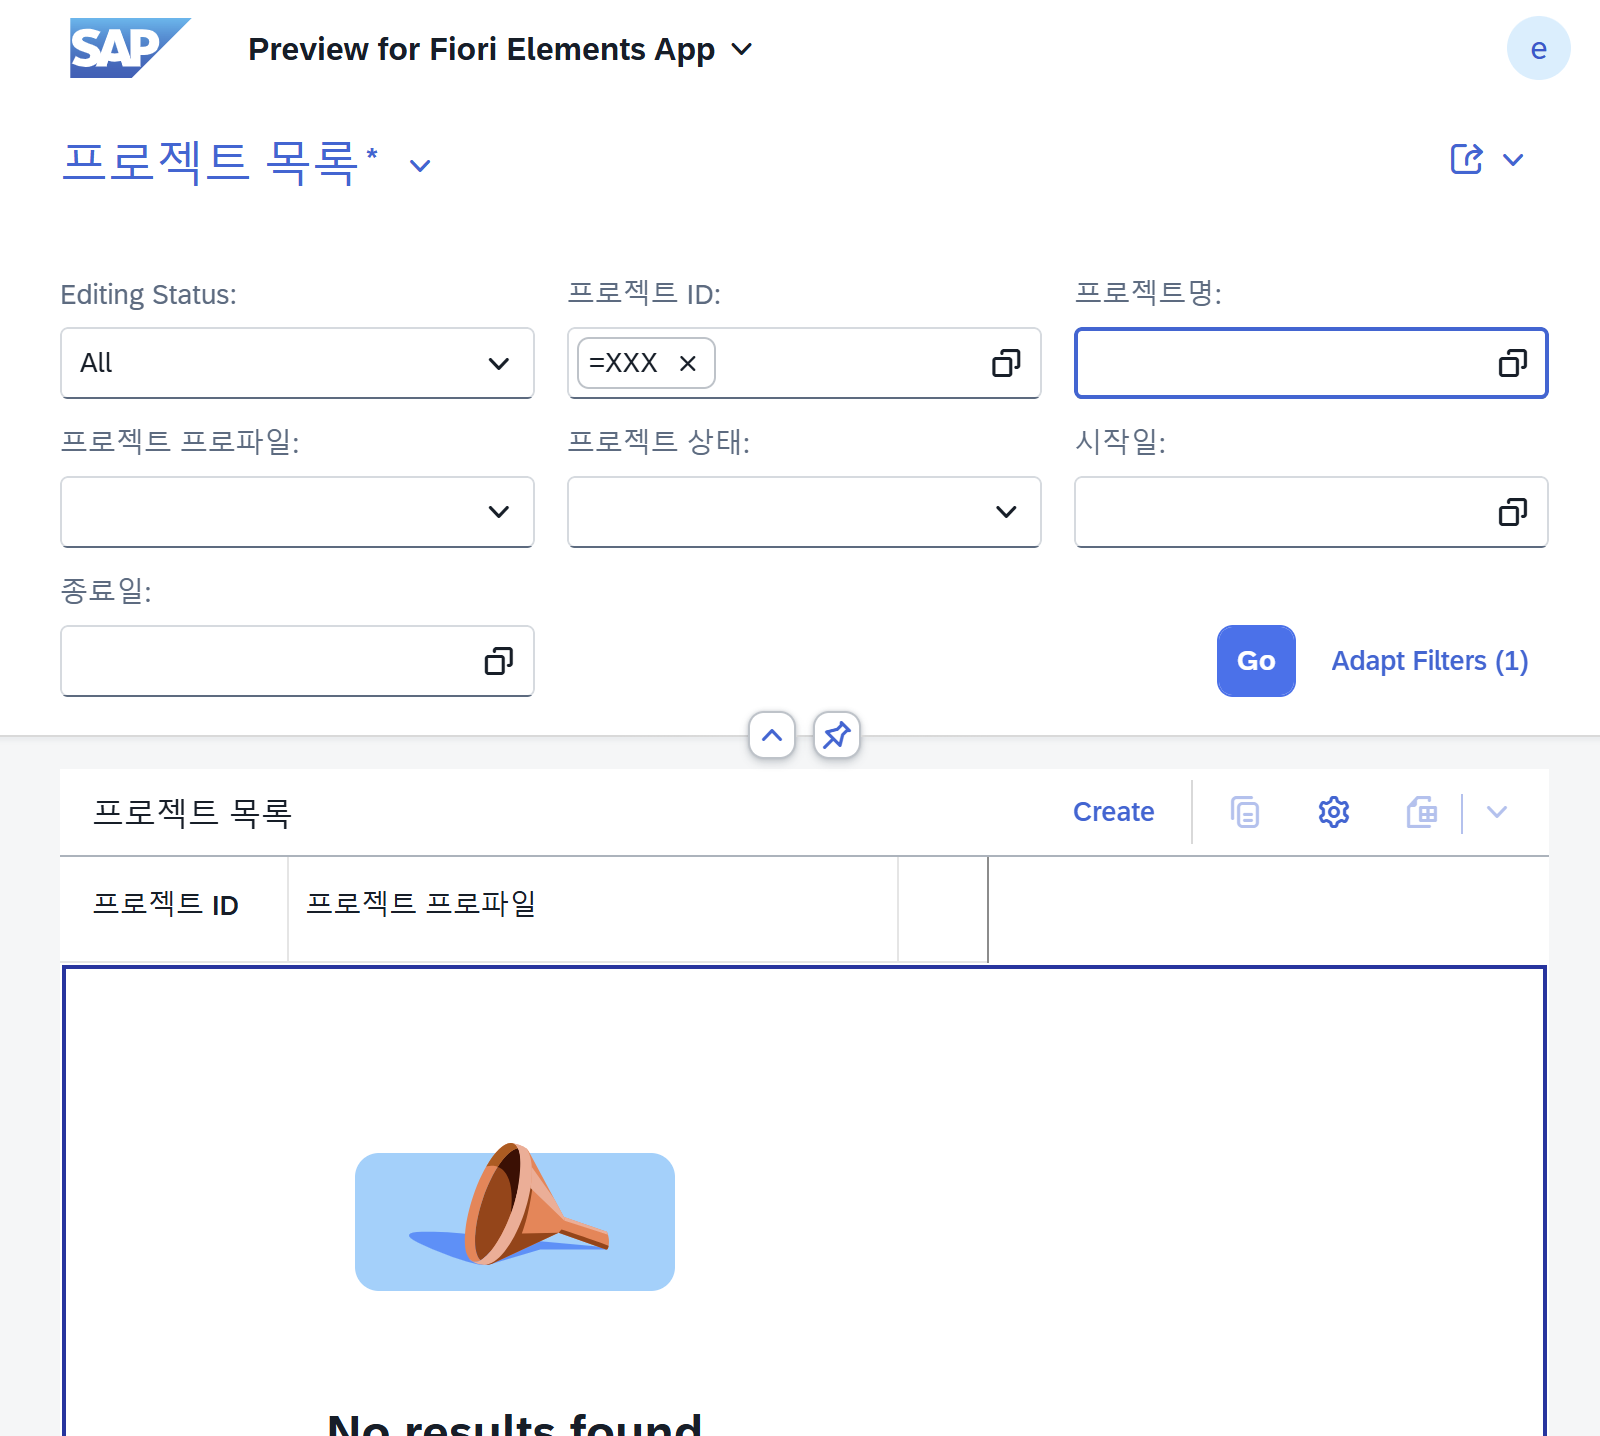 SAP Preview for Fiori Elements App e
프로젝트 목록*
Editing Status: 프로젝트 ID: 프로젝트명:
All =XXX
프로젝트 프로파일: 프로젝트 상태: 시작일:
종료일:
Go Adapt Filters (1)
프로젝트 목록 Create
프로젝트 ID 프로젝트 프로파일
No results found